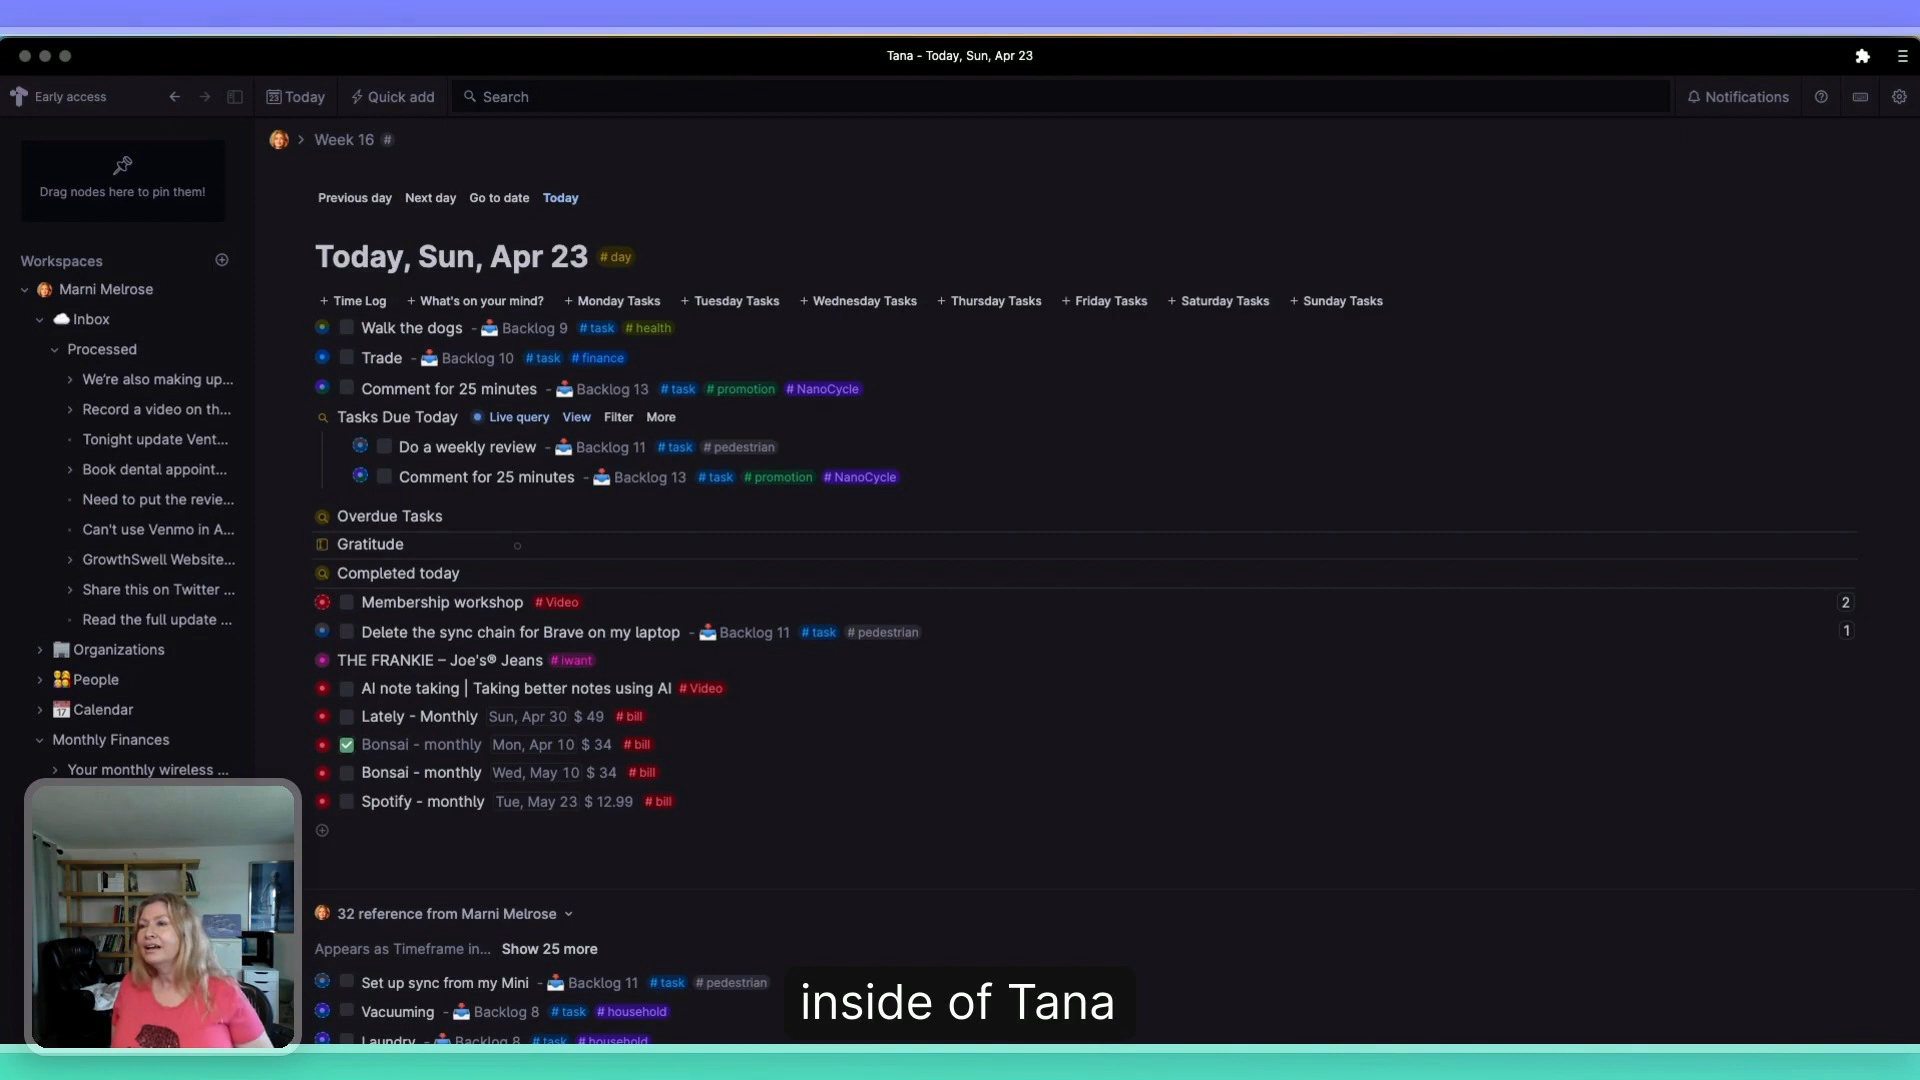 Tana - Today, Sun, Apr 23
Early access
Today
Quick add
Search
Notifications
Drag nodes here to pin them!
Workspaces
Marni Melrose
Inbox
Processed
We're also making up...
Record a video on th...
Tonight update Vent...
Book dental appoint...
Need to put the revie...
Can't use Venmo in A...
GrowthSwell Website...
Share this on Twitter ...
Read the full update ...
Organizations
People
Calendar
Monthly Finances
Your monthly wireless ...
Week 16 #
Previous day Next day Go to date Today
Today, Sun, Apr 23 # day
+ Time Log + What's on your mind? + Monday Tasks + Tuesday Tasks + Wednesday Tasks + Thursday Tasks + Friday Tasks + Saturday Tasks + Sunday Tasks
Walk the dogs - Backlog 9 # task # health
Trade - Backlog 10 # task # finance
Comment for 25 minutes - Backlog 13 # task # promotion # NanoCycle
Tasks Due Today Live query View Filter More
Do a weekly review - Backlog 11 # task # pedestrian
Comment for 25 minutes - Backlog 13 # task # promotion # NanoCycle
Overdue Tasks
Gratitude
Completed today
Membership workshop # Video 2
Delete the sync chain for Brave on my laptop - Backlog 11 # task # pedestrian 1
THE FRANKIE – Joe's® Jeans # iwant
AI note taking | Taking better notes using AI # Video
Lately - Monthly Sun, Apr 30 $ 49 # bill
Bonsai - monthly Mon, Apr 10 $ 34 # bill
Bonsai - monthly Wed, May 10 $ 34 # bill
Spotify - monthly Tue, May 23 $ 12.99 # bill
32 reference from Marni Melrose
Appears as Timeframe in... Show 25 more
Set up sync from my Mini - Backlog 11 # task # pedestrian
Vacuuming - Backlog 8 # task # household
Laundry - Backlog 8 # task # household
inside of Tana